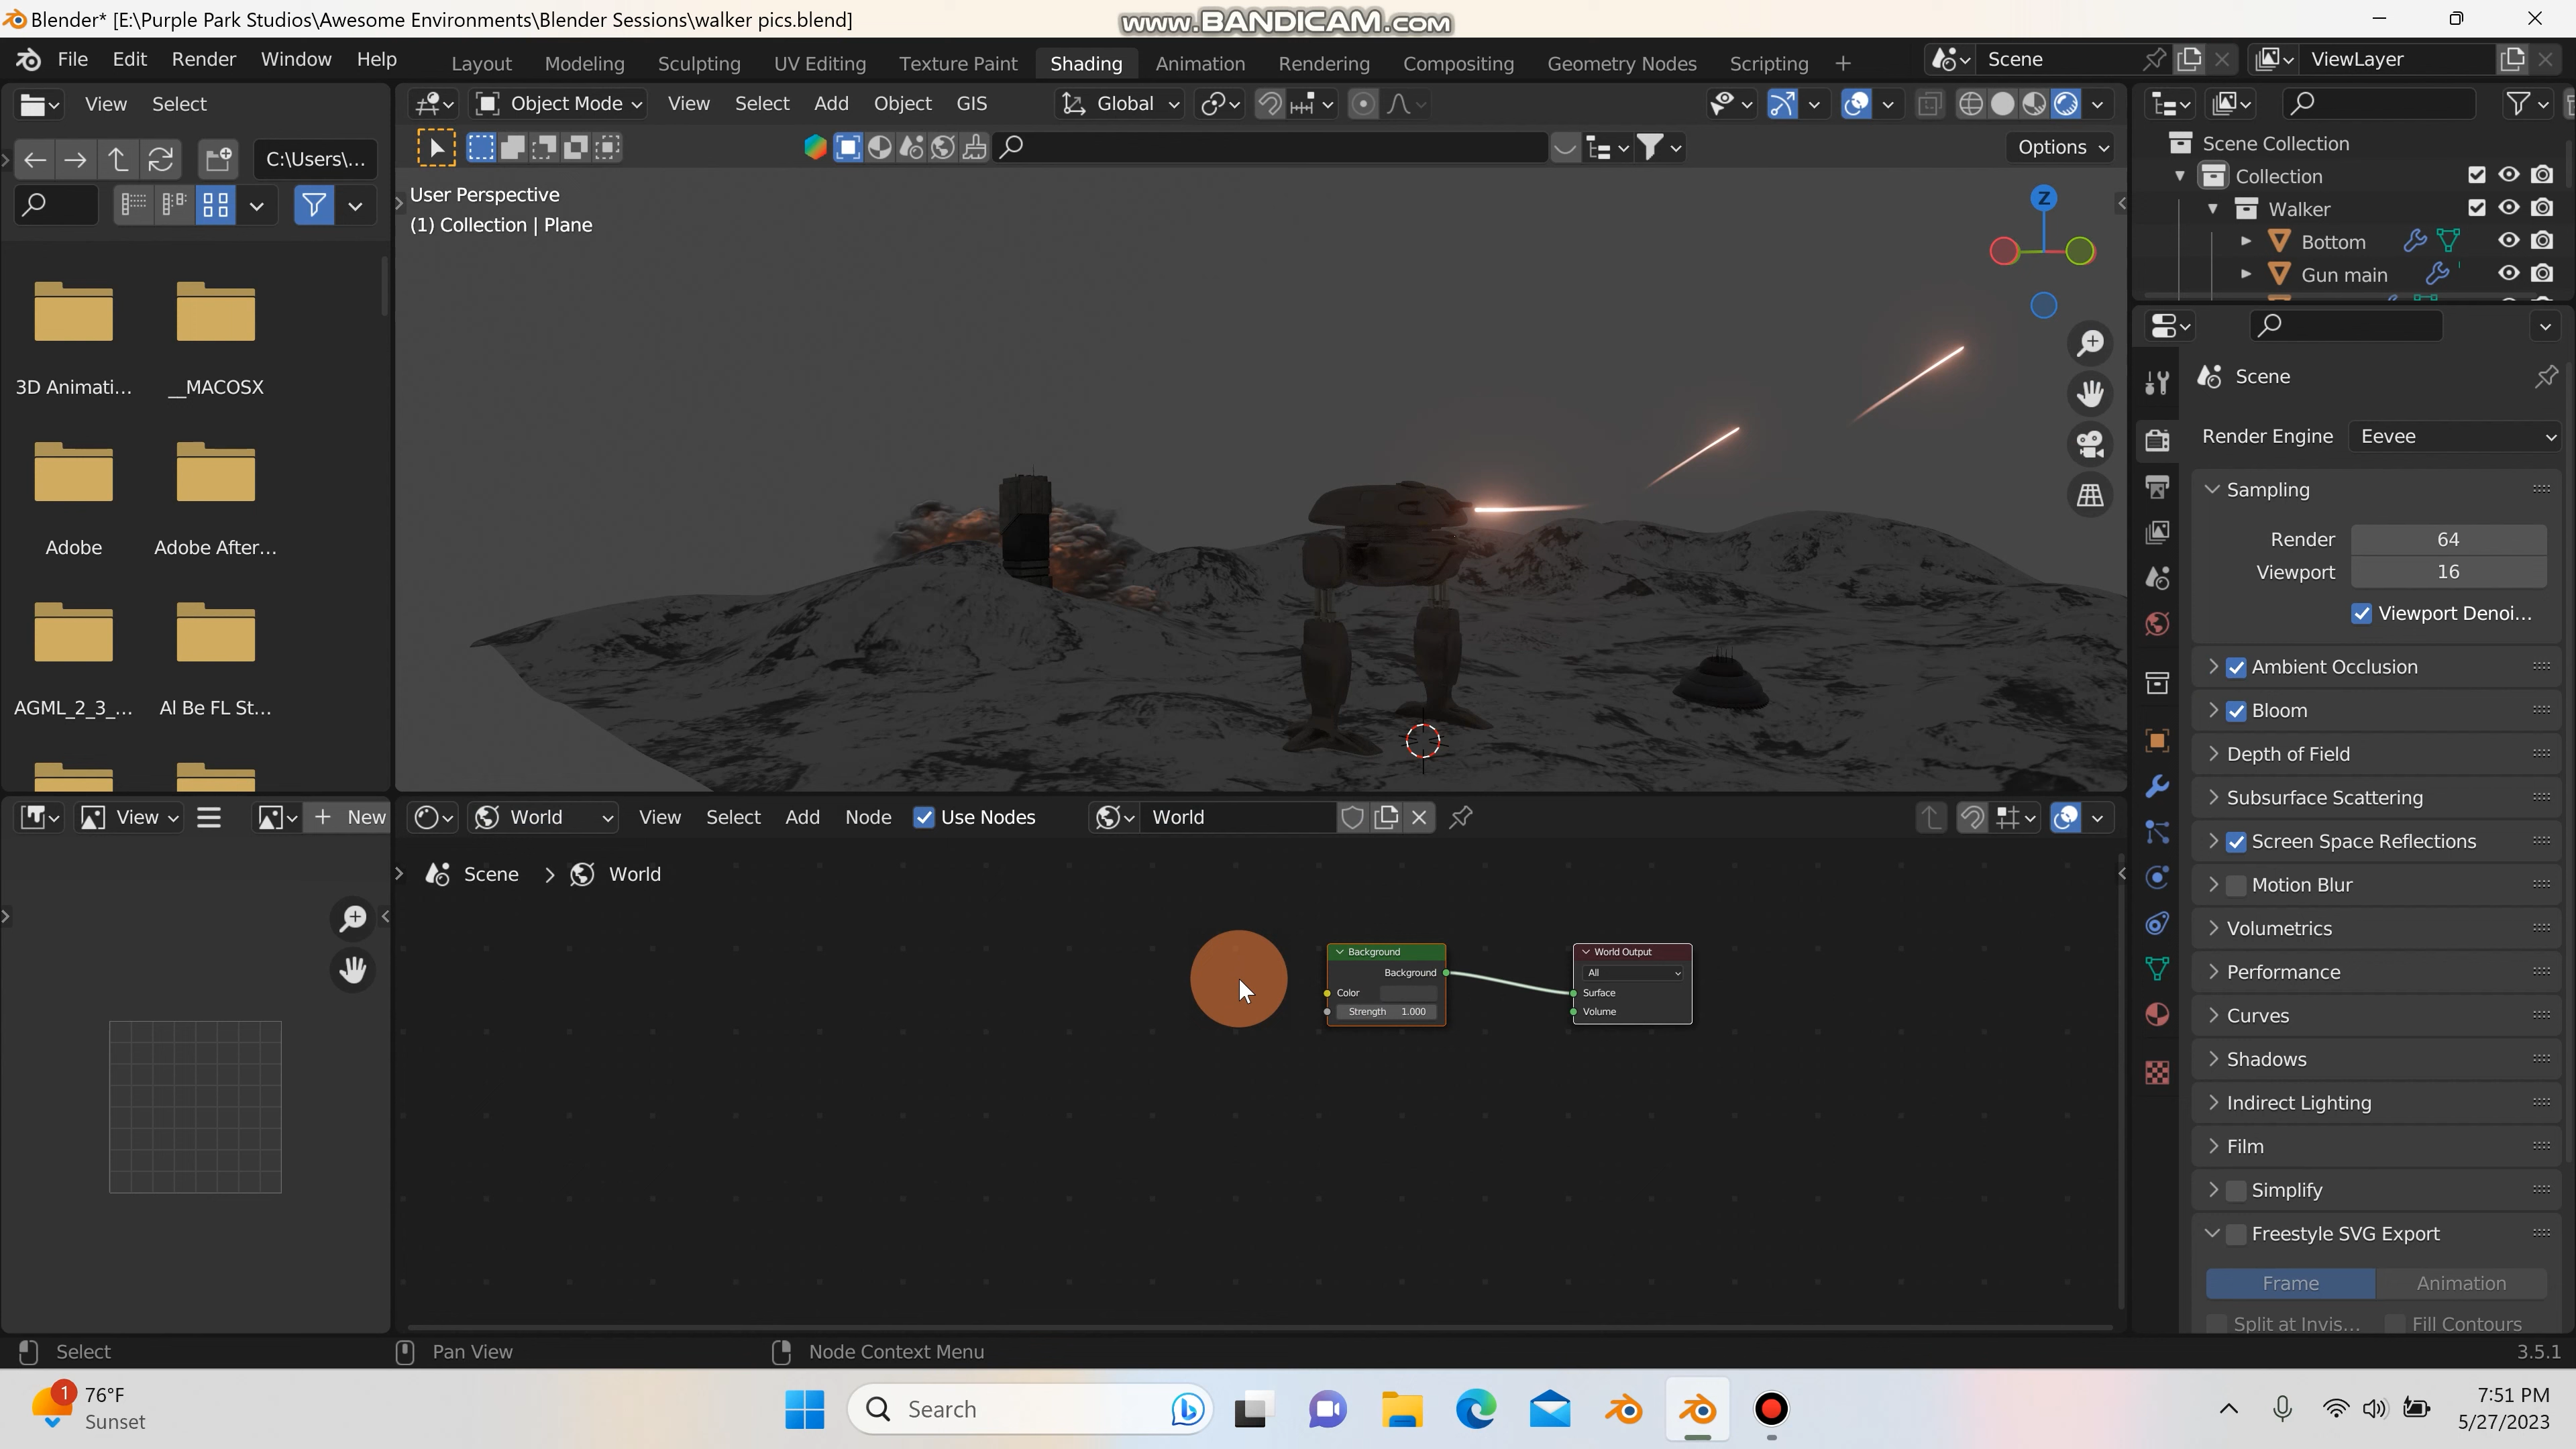 Blender* [E:\Purple Park Studios\Awesome Environments\Blender Sessions\walker pics.blend]
www.BANDICAM.com
File Edit Render Window Help
Layout Modeling Sculpting UV Editing Texture Paint Shading Animation Rendering Compositing Geometry Nodes Scripting
Scene
ViewLayer
View Select
Object Mode View Select Add Object GIS
Global
C:\Users\...
Options
User Perspective
(1) Collection | Plane
Z
Scene Collection
Collection
Walker
Bottom
Gun main
3D Animati... __MACOSX
Adobe Adobe After...
AGML_2_3_... Al Be FL St...
Scene
Render Engine Eevee
Sampling
Render 64
Viewport 16
Viewport Denoi...
Ambient Occlusion
Bloom
Depth of Field
Subsurface Scattering
Screen Space Reflections
Motion Blur
Volumetrics
Performance
Curves
Shadows
Indirect Lighting
Film
Simplify
Freestyle SVG Export
Frame Animation
Split at Invis... Fill Contours
View New
World View Select Add Node Use Nodes World
Scene > World
Background
Background
Color
Strength 1.000
World Output
All
Surface
Volume
Select Pan View Node Context Menu 3.5.1
1
76°F
Sunset
Search
7:51 PM
5/27/2023